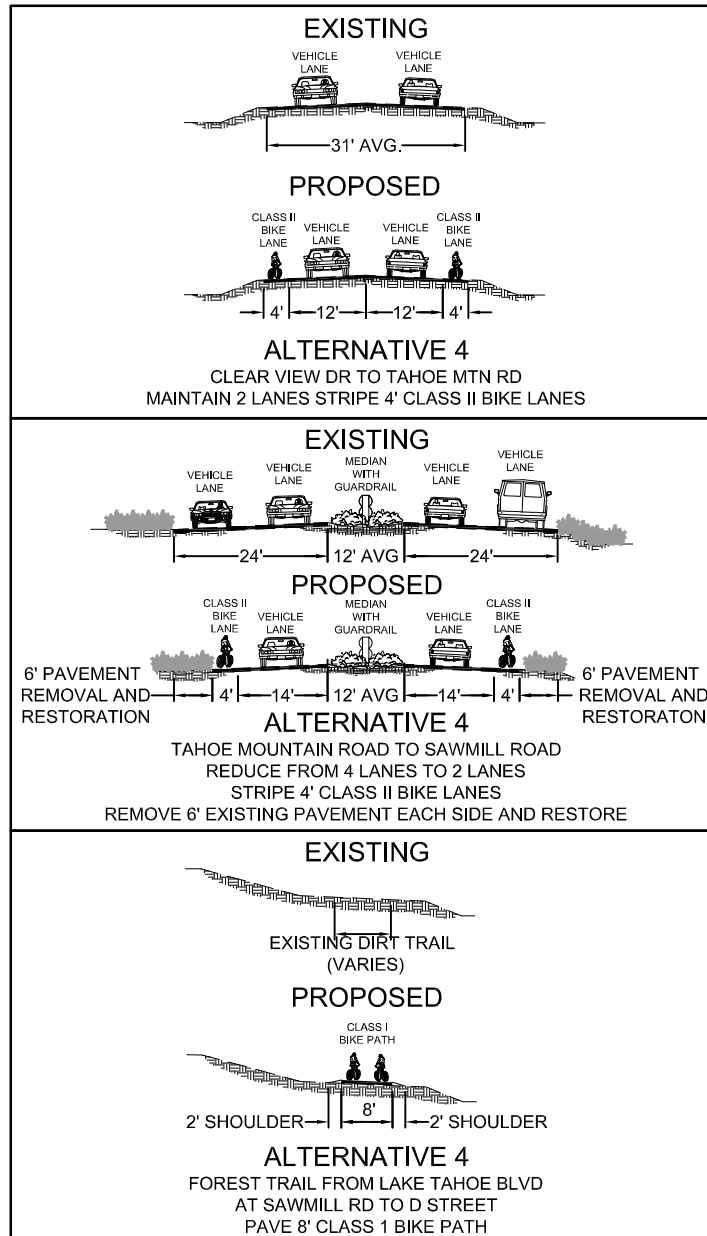 EXISTING
VEHICLE LANE
VEHICLE LANE
31' AVG.
PROPOSED
CLASS II BIKE LANE
VEHICLE LANE
VEHICLE LANE
CLASS II BIKE LANE
4' 12' 12' 4'
ALTERNATIVE 4
CLEAR VIEW DR TO TAHOE MTN RD
MAINTAIN 2 LANES STRIPE 4' CLASS II BIKE LANES
EXISTING
VEHICLE LANE
VEHICLE LANE
MEDIAN WITH GUARDRAIL
VEHICLE LANE
VEHICLE LANE
24' 12' AVG 24'
PROPOSED
CLASS II BIKE LANE
VEHICLE LANE
MEDIAN WITH GUARDRAIL
VEHICLE LANE
CLASS II BIKE LANE
6' PAVEMENT REMOVAL AND RESTORATION
4' 14' 12' AVG 14' 4'
6' PAVEMENT REMOVAL AND RESTORATON
ALTERNATIVE 4
TAHOE MOUNTAIN ROAD TO SAWMILL ROAD
REDUCE FROM 4 LANES TO 2 LANES
STRIPE 4' CLASS II BIKE LANES
REMOVE 6' EXISTING PAVEMENT EACH SIDE AND RESTORE
EXISTING
EXISTING DIRT TRAIL
(VARIES)
PROPOSED
CLASS I
BIKE PATH
2' SHOULDER 8' 2' SHOULDER
ALTERNATIVE 4
FOREST TRAIL FROM LAKE TAHOE BLVD
AT SAWMILL RD TO D STREET
PAVE 8' CLASS 1 BIKE PATH